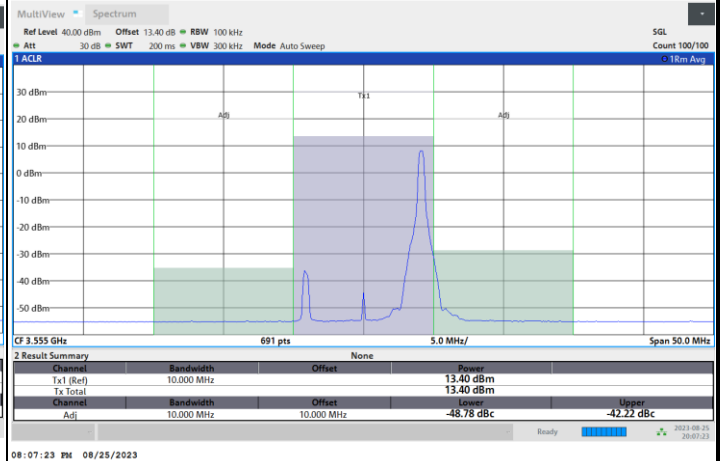 MultiView Spectrum
Ref Level 40.00 dBm Offset 13.40 dB RBW 100 kHz SGL
Att 30 dB SWT 200 ms VBW 300 kHz Mode Auto Sweep Count 100/100
1 ACLR 1Rm Avg
30 dBm
Tx1
20 dBm Adj Adj
10 dBm
0 dBm
-10 dBm
-20 dBm
-30 dBm
-40 dBm
-50 dBm
CF 3.555 GHz 691 pts 5.0 MHz/ Span 50.0 MHz
2 Result Summary None
Channel Bandwidth Offset Power
Tx1 (Ref) 10.000 MHz 13.40 dBm
Tx Total 13.40 dBm
Channel Bandwidth Offset Lower Upper
Adj 10.000 MHz 10.000 MHz -48.78 dBc -42.22 dBc
Ready 2023-08-25
20:07:23
08:07:23 PM 08/25/2023